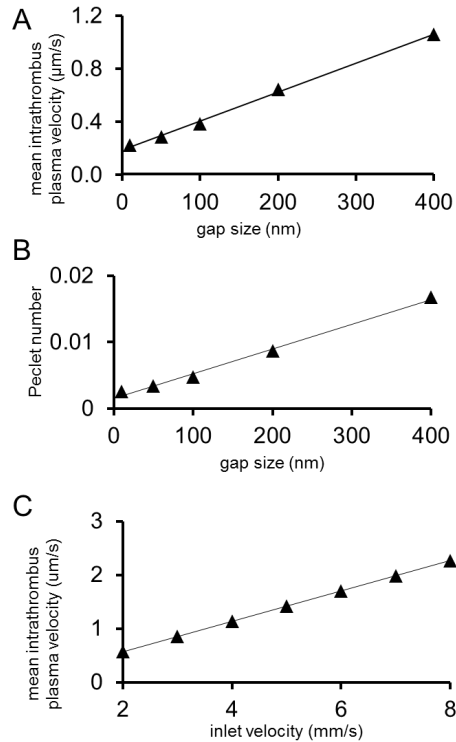 A
mean intrathrombus
plasma velocity (μm/s)
1.2
0.8
0.4
0.0
0 100 200 300 400
gap size (nm)
B
Peclet number
0.02
0.01
0
0 100 200 300 400
gap size (nm)
C
mean intrathrombus
plasma velocity (um/s)
3
2
1
0
2 4 6 8
inlet velocity (mm/s)